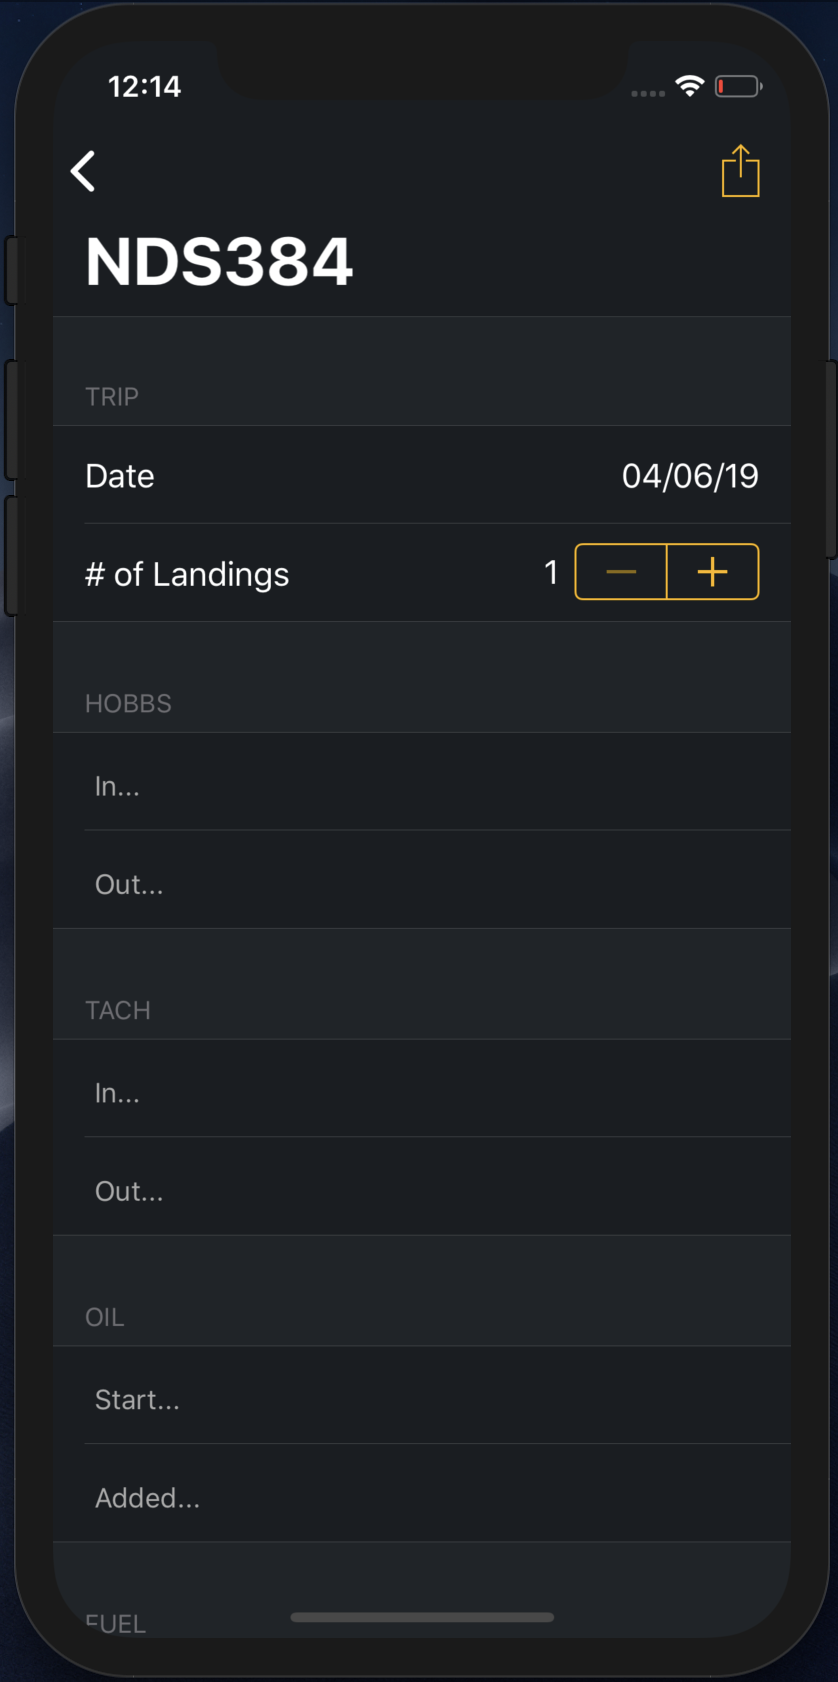 12:14
NDS384
TRIP
Date 04/06/19
# of Landings 1 − +
HOBBS
In...
Out...
TACH
In...
Out...
OIL
Start...
Added...
FUEL